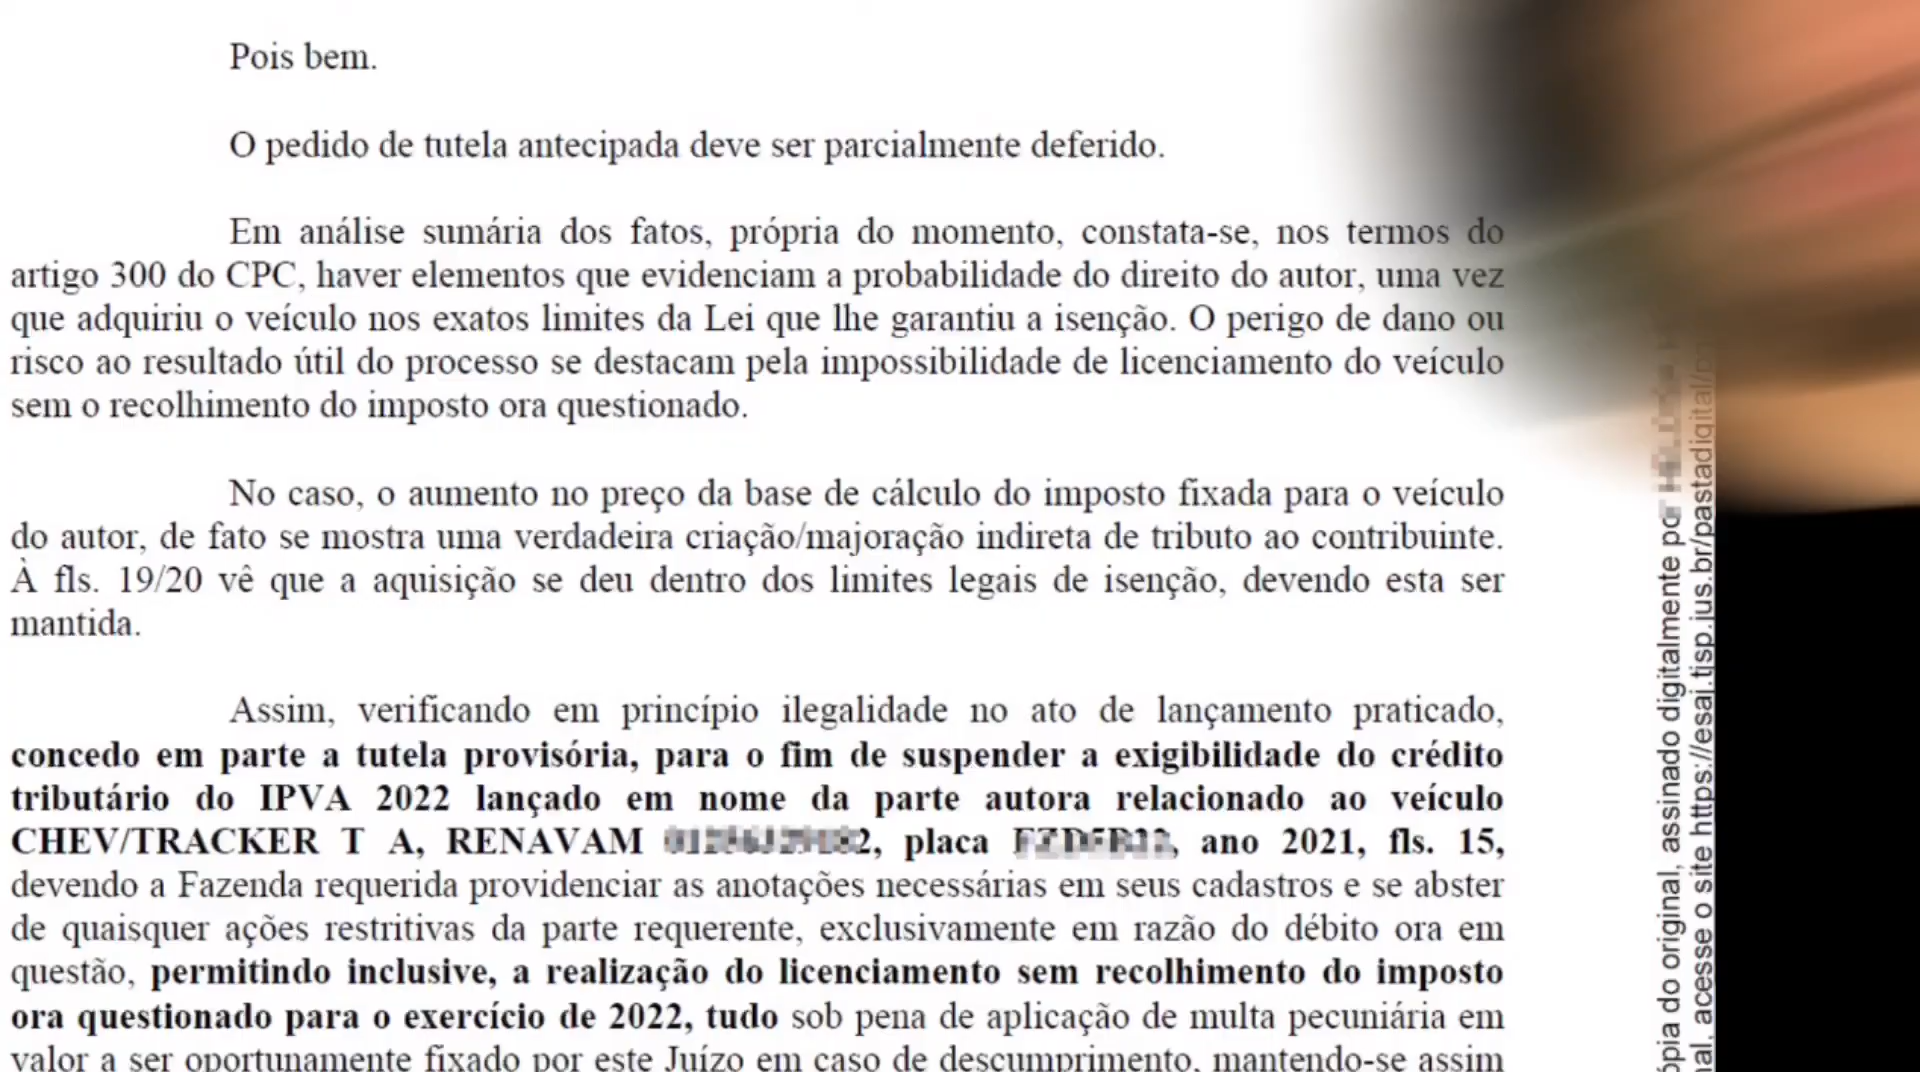 Pois bem.
O pedido de tutela antecipada deve ser parcialmente deferido.
Em análise sumária dos fatos, própria do momento, constata-se, nos termos do
artigo 300 do CPC, haver elementos que evidenciam a probabilidade do direito do autor, uma vez
que adquiriu o veículo nos exatos limites da Lei que lhe garantiu a isenção. O perigo de dano ou
risco ao resultado útil do processo se destacam pela impossibilidade de licenciamento do veículo
sem o recolhimento do imposto ora questionado.
No caso, o aumento no preço da base de cálculo do imposto fixada para o veículo
do autor, de fato se mostra uma verdadeira criação/majoração indireta de tributo ao contribuinte.
À fls. 19/20 vê que a aquisição se deu dentro dos limites legais de isenção, devendo esta ser
mantida.
Assim, verificando em princípio ilegalidade no ato de lançamento praticado,
concedo em parte a tutela provisória, para o fim de suspender a exigibilidade do crédito
tributário do IPVA 2022 lançado em nome da parte autora relacionado ao veículo
CHEV/TRACKER T A, RENAVAM , placa , ano 2021, fls. 15,
devendo a Fazenda requerida providenciar as anotações necessárias em seus cadastros e se abster
de quaisquer ações restritivas da parte requerente, exclusivamente em razão do débito ora em
questão, permitindo inclusive, a realização do licenciamento sem recolhimento do imposto
ora questionado para o exercício de 2022, tudo sob pena de aplicação de multa pecuniária em
valor a ser oportunamente fixado por este Juízo em caso de descumprimento, mantendo-se assim
do original, assinado digitalmente por
acesse o site https://esaj.tjsp.jus.br/pastadigital/